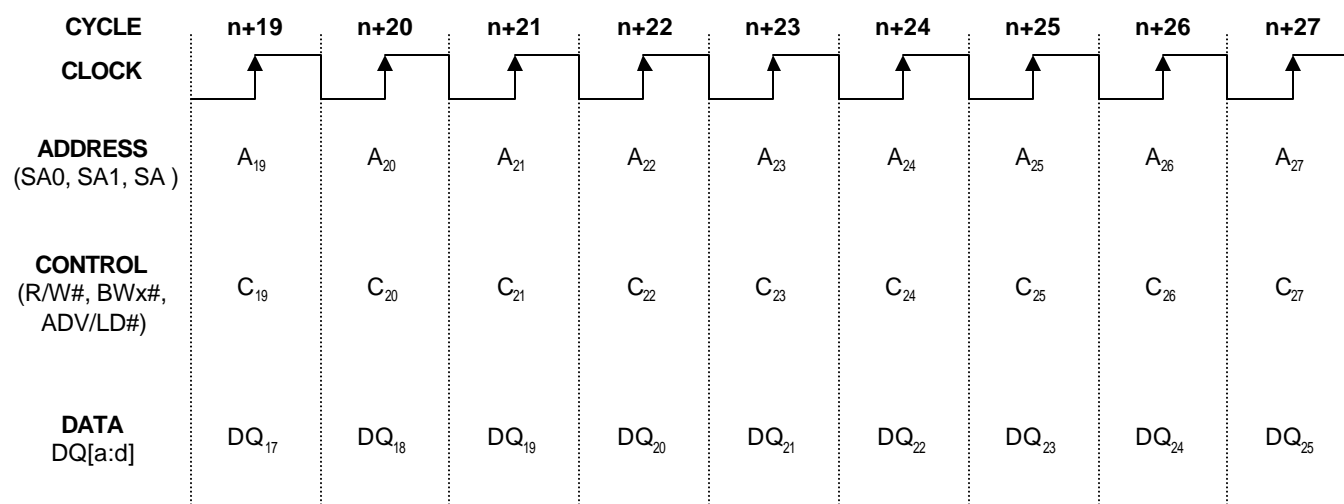 CYCLE n+19 n+20 n+21 n+22 n+23 n+24 n+25 n+26 n+27
CLOCK
ADDRESS
(SA0, SA1, SA ) A19 A20 A21 A22 A23 A24 A25 A26 A27
CONTROL
(R/W#, BWx#, C19 C20 C21 C22 C23 C24 C25 C26 C27
ADV/LD#)
DATA
DQ[a:d] DQ17 DQ18 DQ19 DQ20 DQ21 DQ22 DQ23 DQ24 DQ25